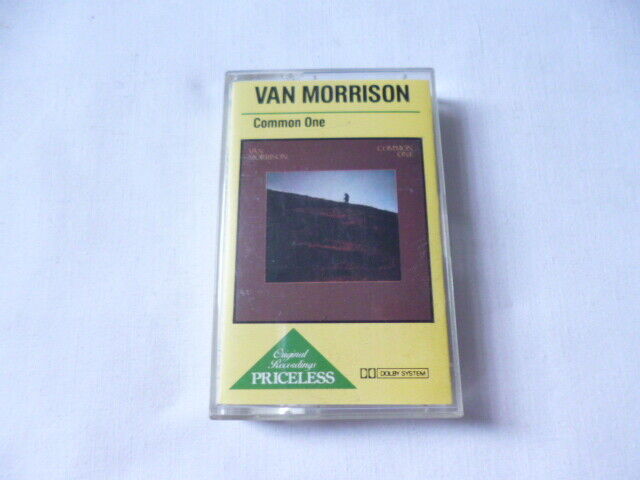 VAN MORRISON
Common One
VAN
MORRISON
COMMON
ONE
Original
Recordings
PRICELESS
DOLBY SYSTEM